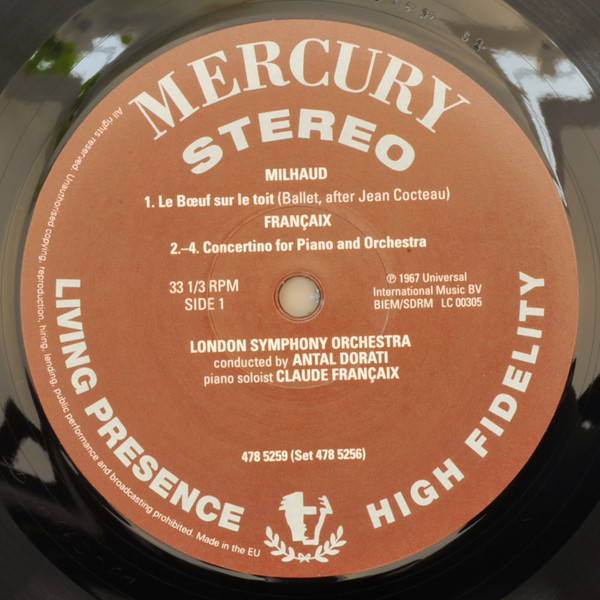 MERCURY
STEREO
MILHAUD
1. Le Bœuf sur le toit (Ballet, after Jean Cocteau)
FRANÇAIX
2.–4. Concertino for Piano and Orchestra
33 1/3 RPM
SIDE 1
℗ 1967 Universal
International Music BV
BIEM/SDRM LC 00305
LONDON SYMPHONY ORCHESTRA
conducted by ANTAL DORATI
piano soloist CLAUDE FRANÇAIX
478 5259 (Set 478 5256)
LIVING PRESENCE
HIGH FIDELITY
All rights reserved. Unauthorised copying, reproduction, hiring, lending, public performance and broadcasting prohibited. Made in the EU